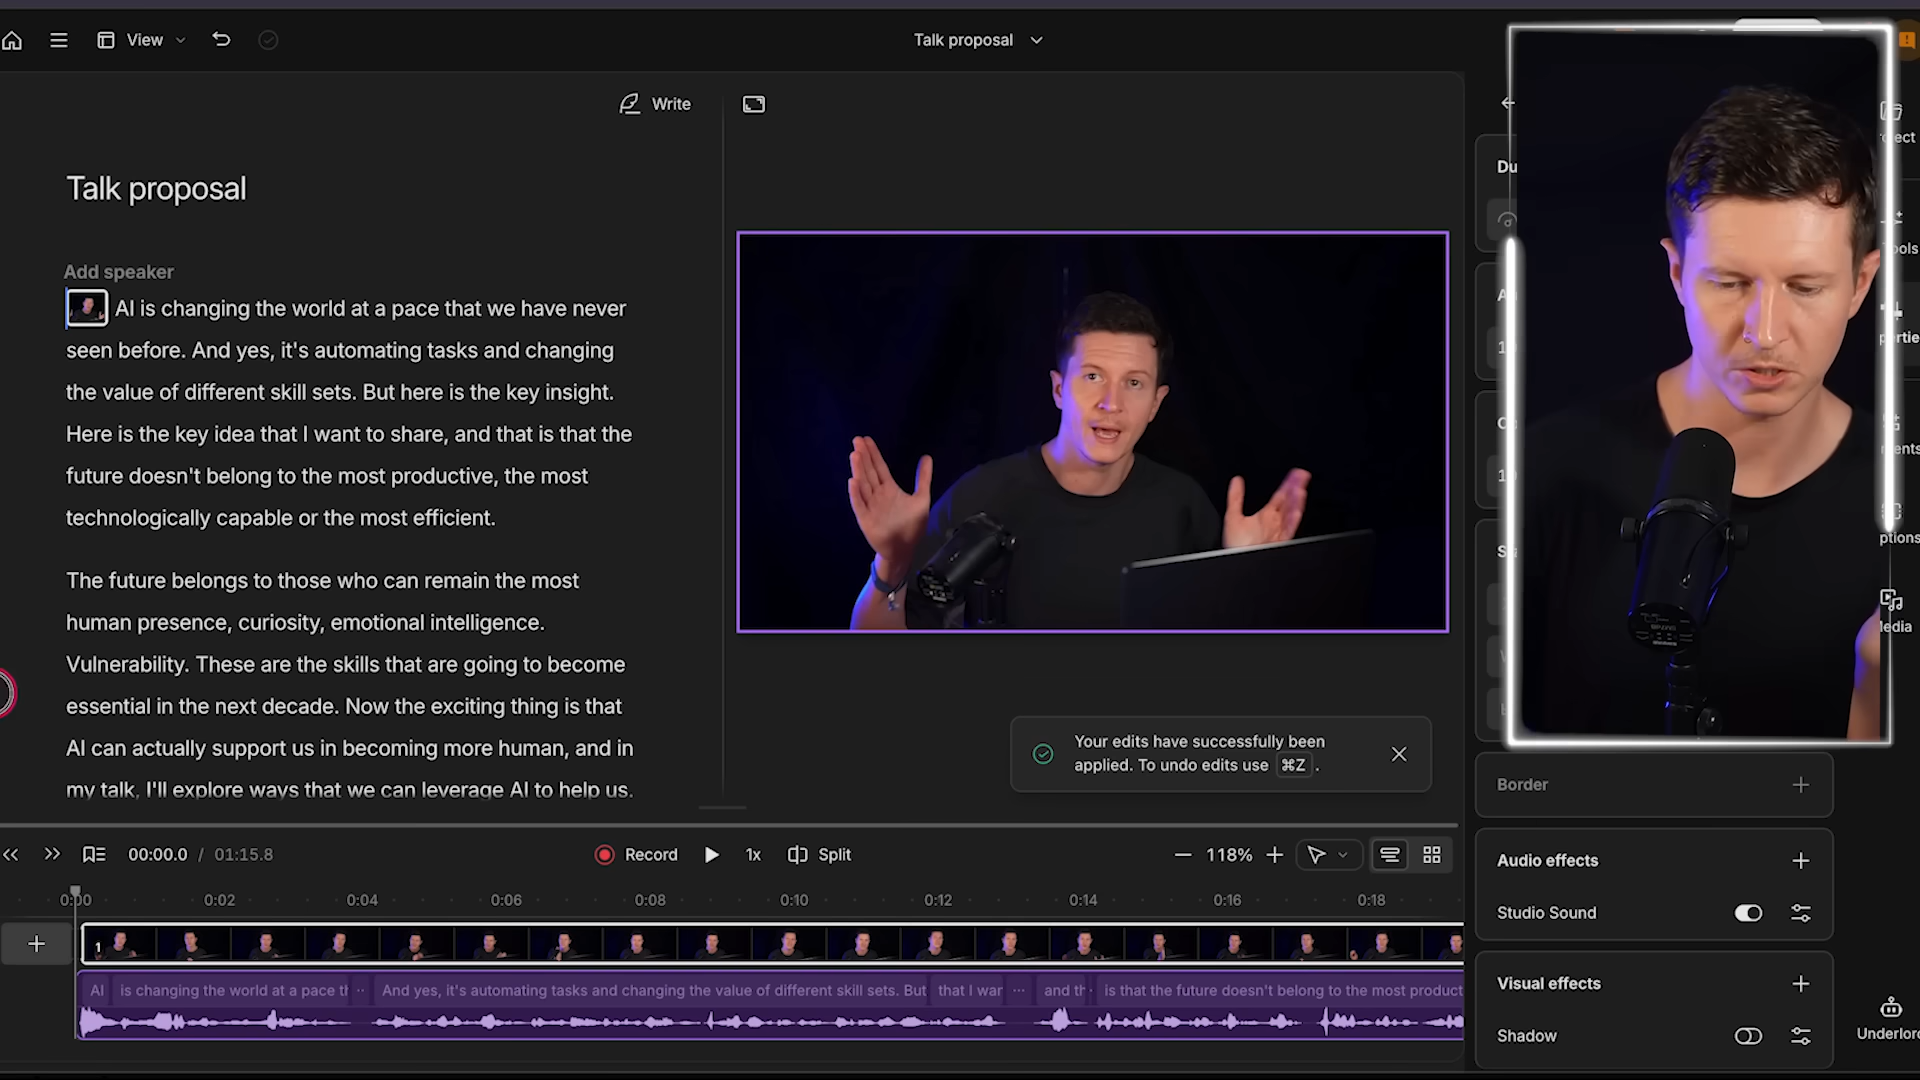 View
Talk proposal
Write
Talk proposal
Add speaker
AI is changing the world at a pace that we have never
seen before. And yes, it's automating tasks and changing
the value of different skill sets. But here is the key insight.
Here is the key idea that I want to share, and that is that the
future doesn't belong to the most productive, the most
technologically capable or the most efficient.
The future belongs to those who can remain the most
human presence, curiosity, emotional intelligence.
Vulnerability. These are the skills that are going to become
essential in the next decade. Now the exciting thing is that
AI can actually support us in becoming more human, and in
my talk, I'll explore ways that we can leverage AI to help us.
Your edits have successfully been
applied. To undo edits use ⌘Z .
Border
Audio effects
Studio Sound
Visual effects
Shadow
Underlor
00:00.0 / 01:15.8
Record
1x
Split
118%
0:00 0:02 0:04 0:06 0:08 0:10 0:12 0:14 0:16 0:18
1
AI is changing the world at a pace th ·· And yes, it's automating tasks and changing the value of different skill sets. But that I war ··· and th · is that the future doesn't belong to the most product